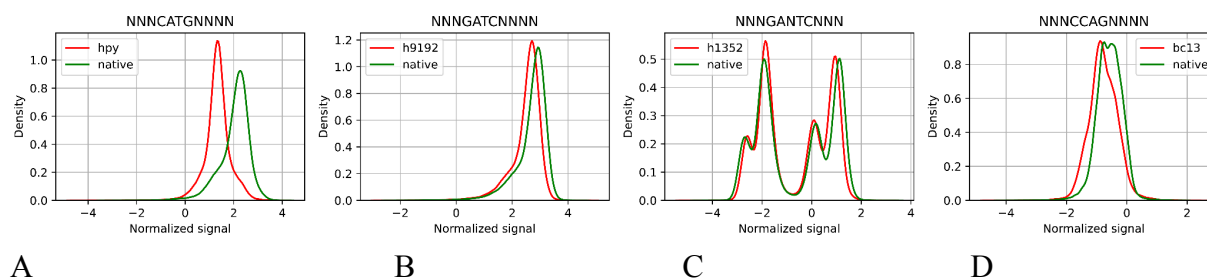 NNNCATGNNNN
hpy
native
Density
1.0
0.8
0.6
0.4
0.2
0.0
−4
−2
0
2
4
Normalized signal
A
NNNGATCNNNN
h9192
native
Density
1.2
1.0
0.8
0.6
0.4
0.2
0.0
−2
0
2
4
Normalized signal
B
NNNGANTCNNN
h1352
native
Density
0.5
0.4
0.3
0.2
0.1
0.0
−4
−2
0
2
4
Normalized signal
C
NNNCCAGNNNN
bc13
native
Density
0.8
0.6
0.4
0.2
0.0
−4
−2
0
2
Normalized signal
D